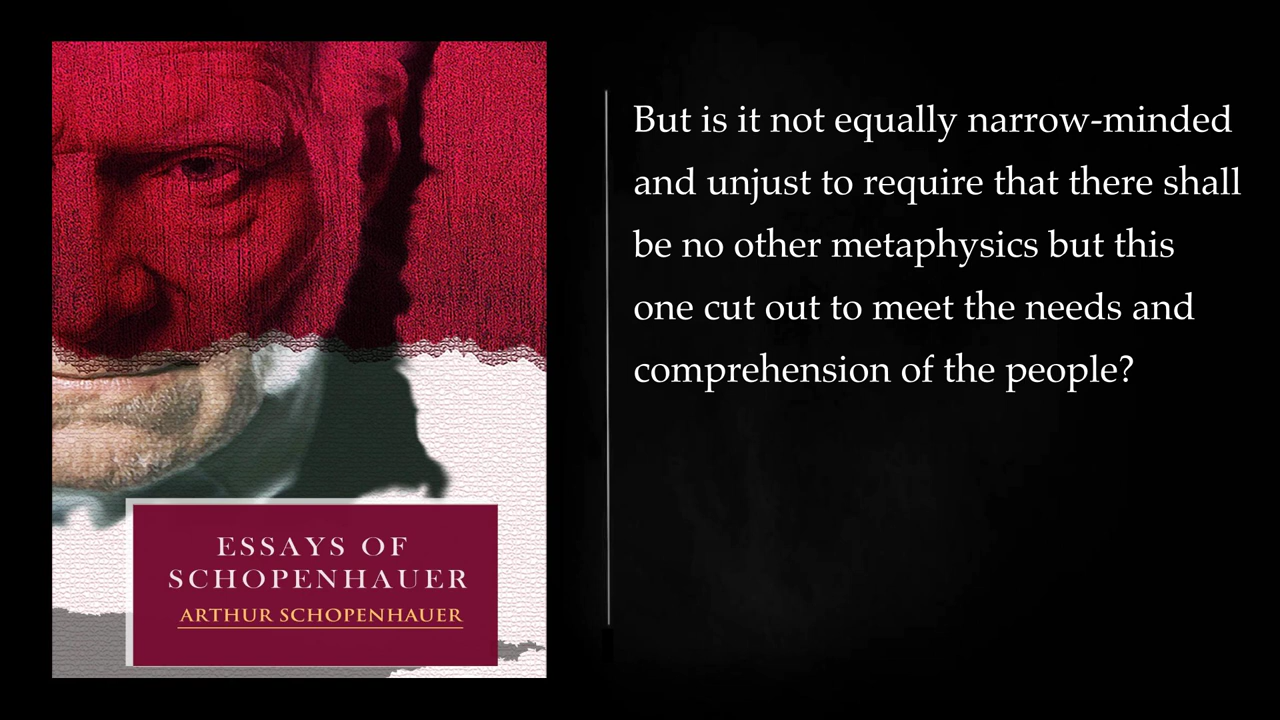 ESSAYS OF
SCHOPENHAUER
ARTHUR SCHOPENHAUER
But is it not equally narrow-minded
and unjust to require that there shall
be no other metaphysics but this
one cut out to meet the needs and
comprehension of the people?